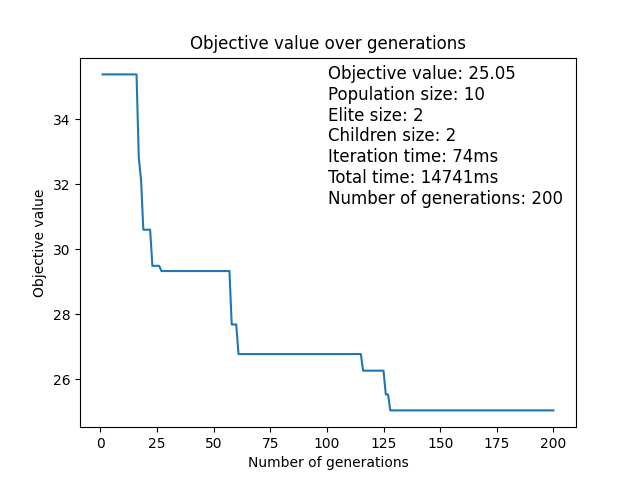 Objective value over generations
Objective value: 25.05
Population size: 10
Elite size: 2
Children size: 2
Iteration time: 74ms
Total time: 14741ms
Number of generations: 200
Objective value
34
32
30
28
26
0 25 50 75 100 125 150 175 200
Number of generations